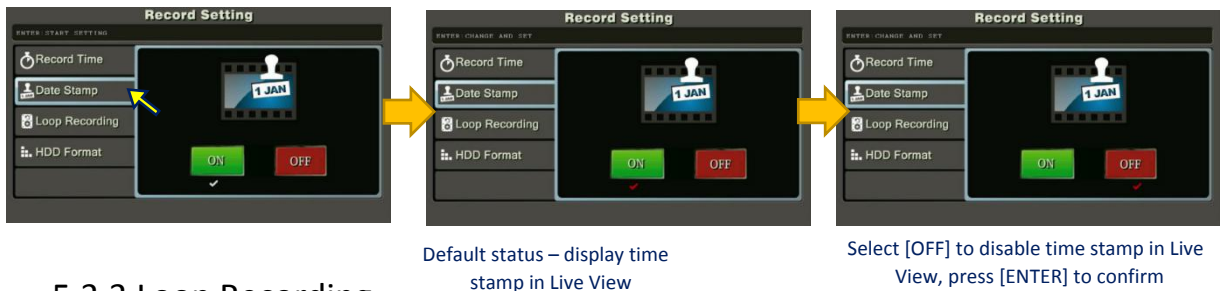 Record Setting
ENTER:START SETTING
Record Time
Date Stamp
Loop Recording
HDD Format
1 JAN
ON
OFF
Record Setting
ENTER:CHANGE AND SET
Record Time
Date Stamp
Loop Recording
HDD Format
1 JAN
ON
OFF
Record Setting
ENTER:CHANGE AND SET
Record Time
Date Stamp
Loop Recording
HDD Format
1 JAN
ON
OFF
Default status – display time
stamp in Live View
Select [OFF] to disable time stamp in Live
View, press [ENTER] to confirm
Loop Recording